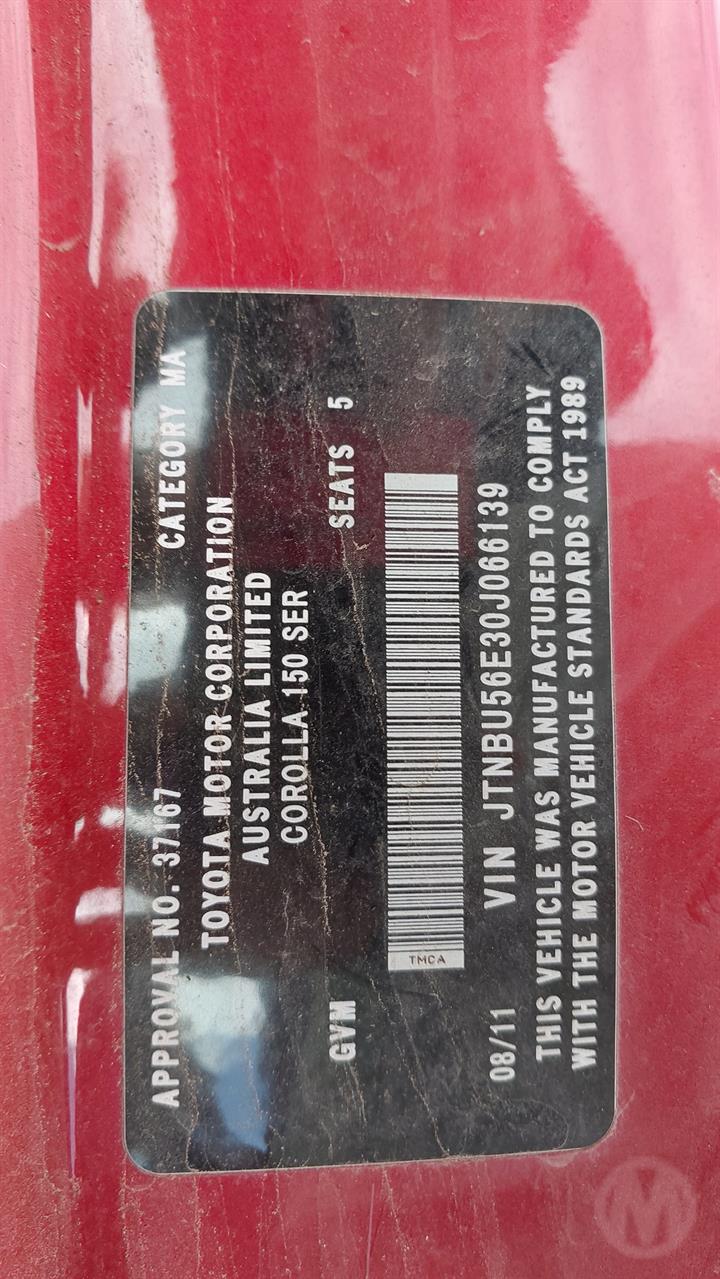 APPROVAL NO. 37167 CATEGORY MA
TOYOTA MOTOR CORPORATION
AUSTRALIA LIMITED
COROLLA 150 SER
GVM SEATS 5
TMCA
08/11 VIN JTNBU56E30J066139
THIS VEHICLE WAS MANUFACTURED TO COMPLY
WITH THE MOTOR VEHICLE STANDARDS ACT 1989
M